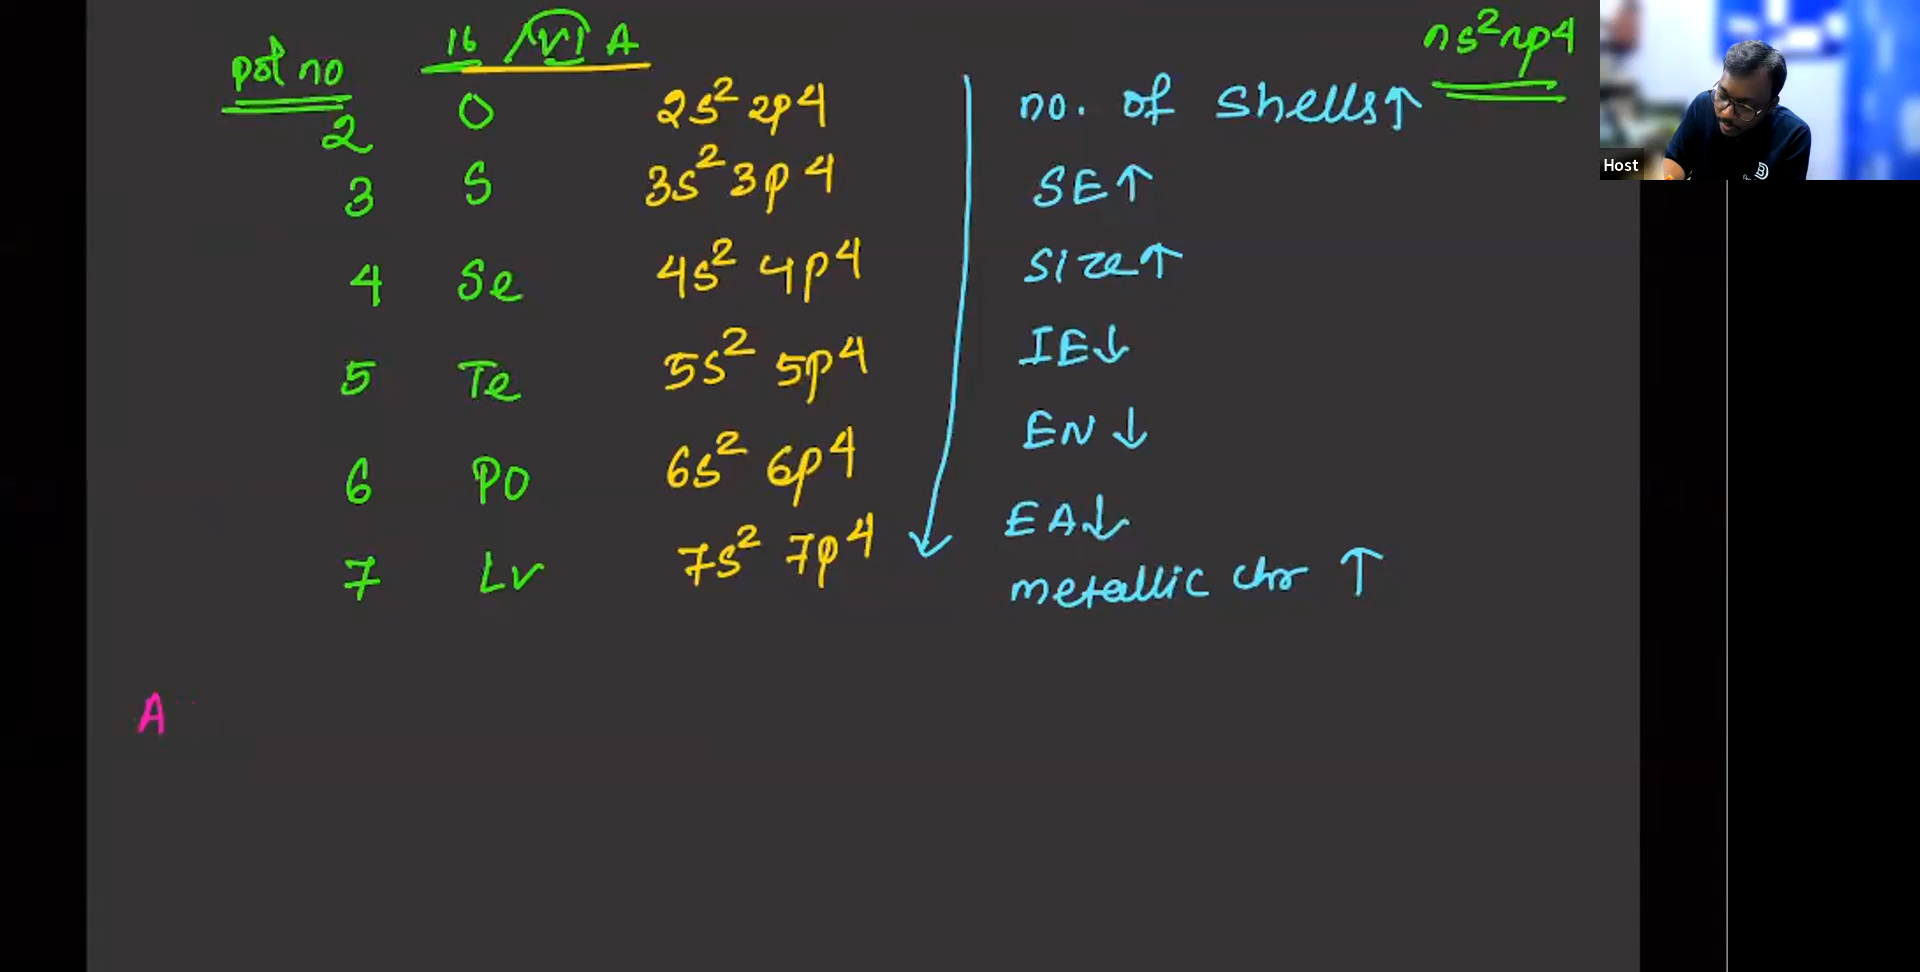 pd no 16 /VI A ns²np4
2 O 2s² 2p4 no. of shells↑
3 S 3s² 3p4 SE↑
4 Se 4s² 4p4 Size↑
5 Te 5s² 5p4 IE↓
6 Po 6s² 6p4 EN↓
7 Lv 7s² 7p4 EA↓
metallic chr ↑
A
Host